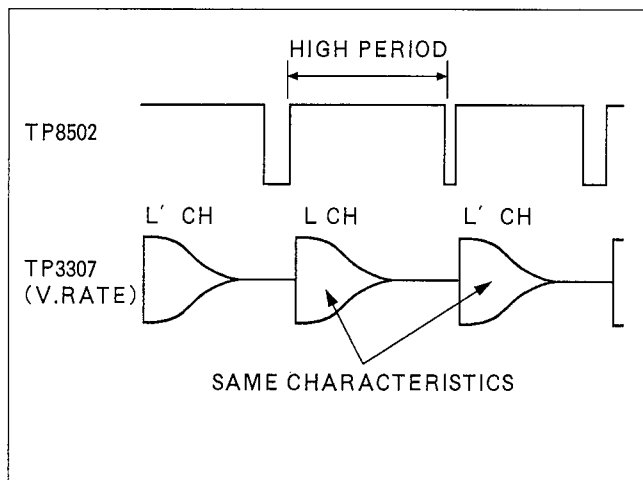 HIGH PERIOD
TP8502
L′ CH L CH L′ CH
TP3307
(V.RATE)
SAME CHARACTERISTICS